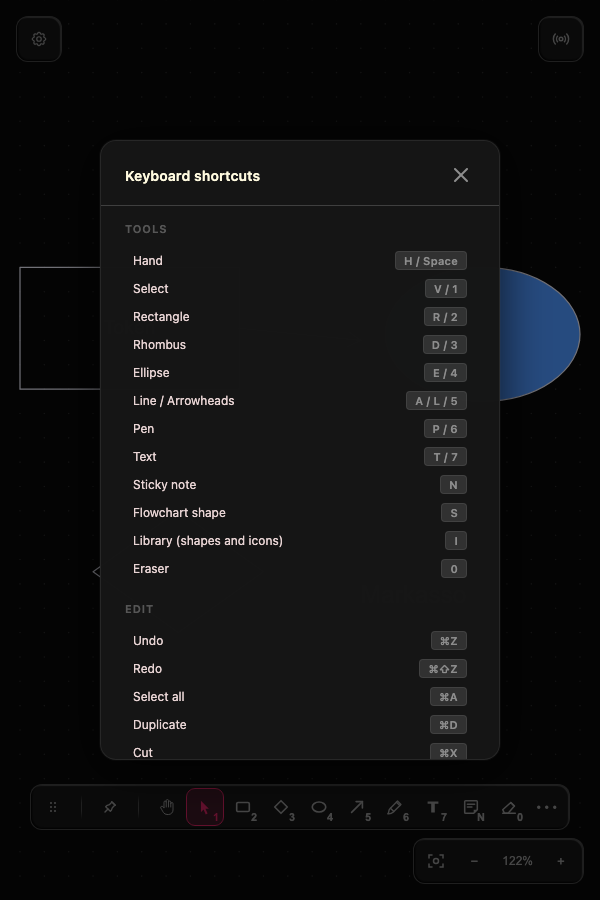 Keyboard shortcuts
TOOLS
Hand H / Space
Select V / 1
Rectangle R / 2
Rhombus D / 3
Ellipse E / 4
Line / Arrowheads A / L / 5
Pen P / 6
Text T / 7
Sticky note N
Flowchart shape S
Library (shapes and icons) I
Eraser 0
EDIT
Undo ⌘Z
Redo ⌘⇧Z
Select all ⌘A
Duplicate ⌘D
Cut ⌘X
1 2 3 4 5 6 T 7 N 0
− 122% +